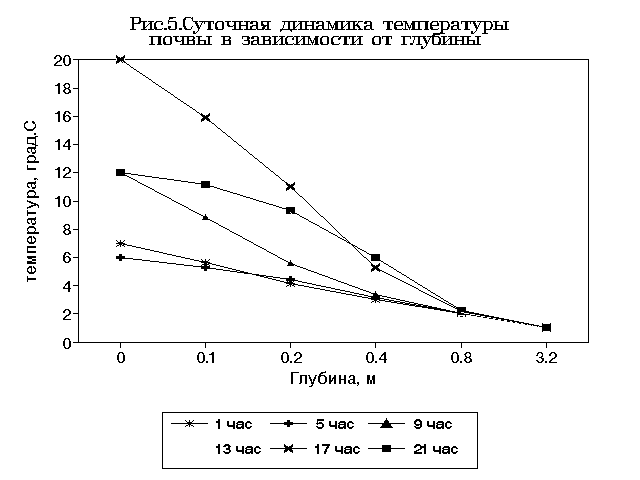 Рис.5.Суточная динамика температуры
почвы в зависимости от глубины
20
18
16
14
12
10
8
6
4
2
0
температура, град.С
0 0.1 0.2 0.4 0.8 3.2
Глубина, м
1 час 5 час 9 час
13 час 17 час 21 час